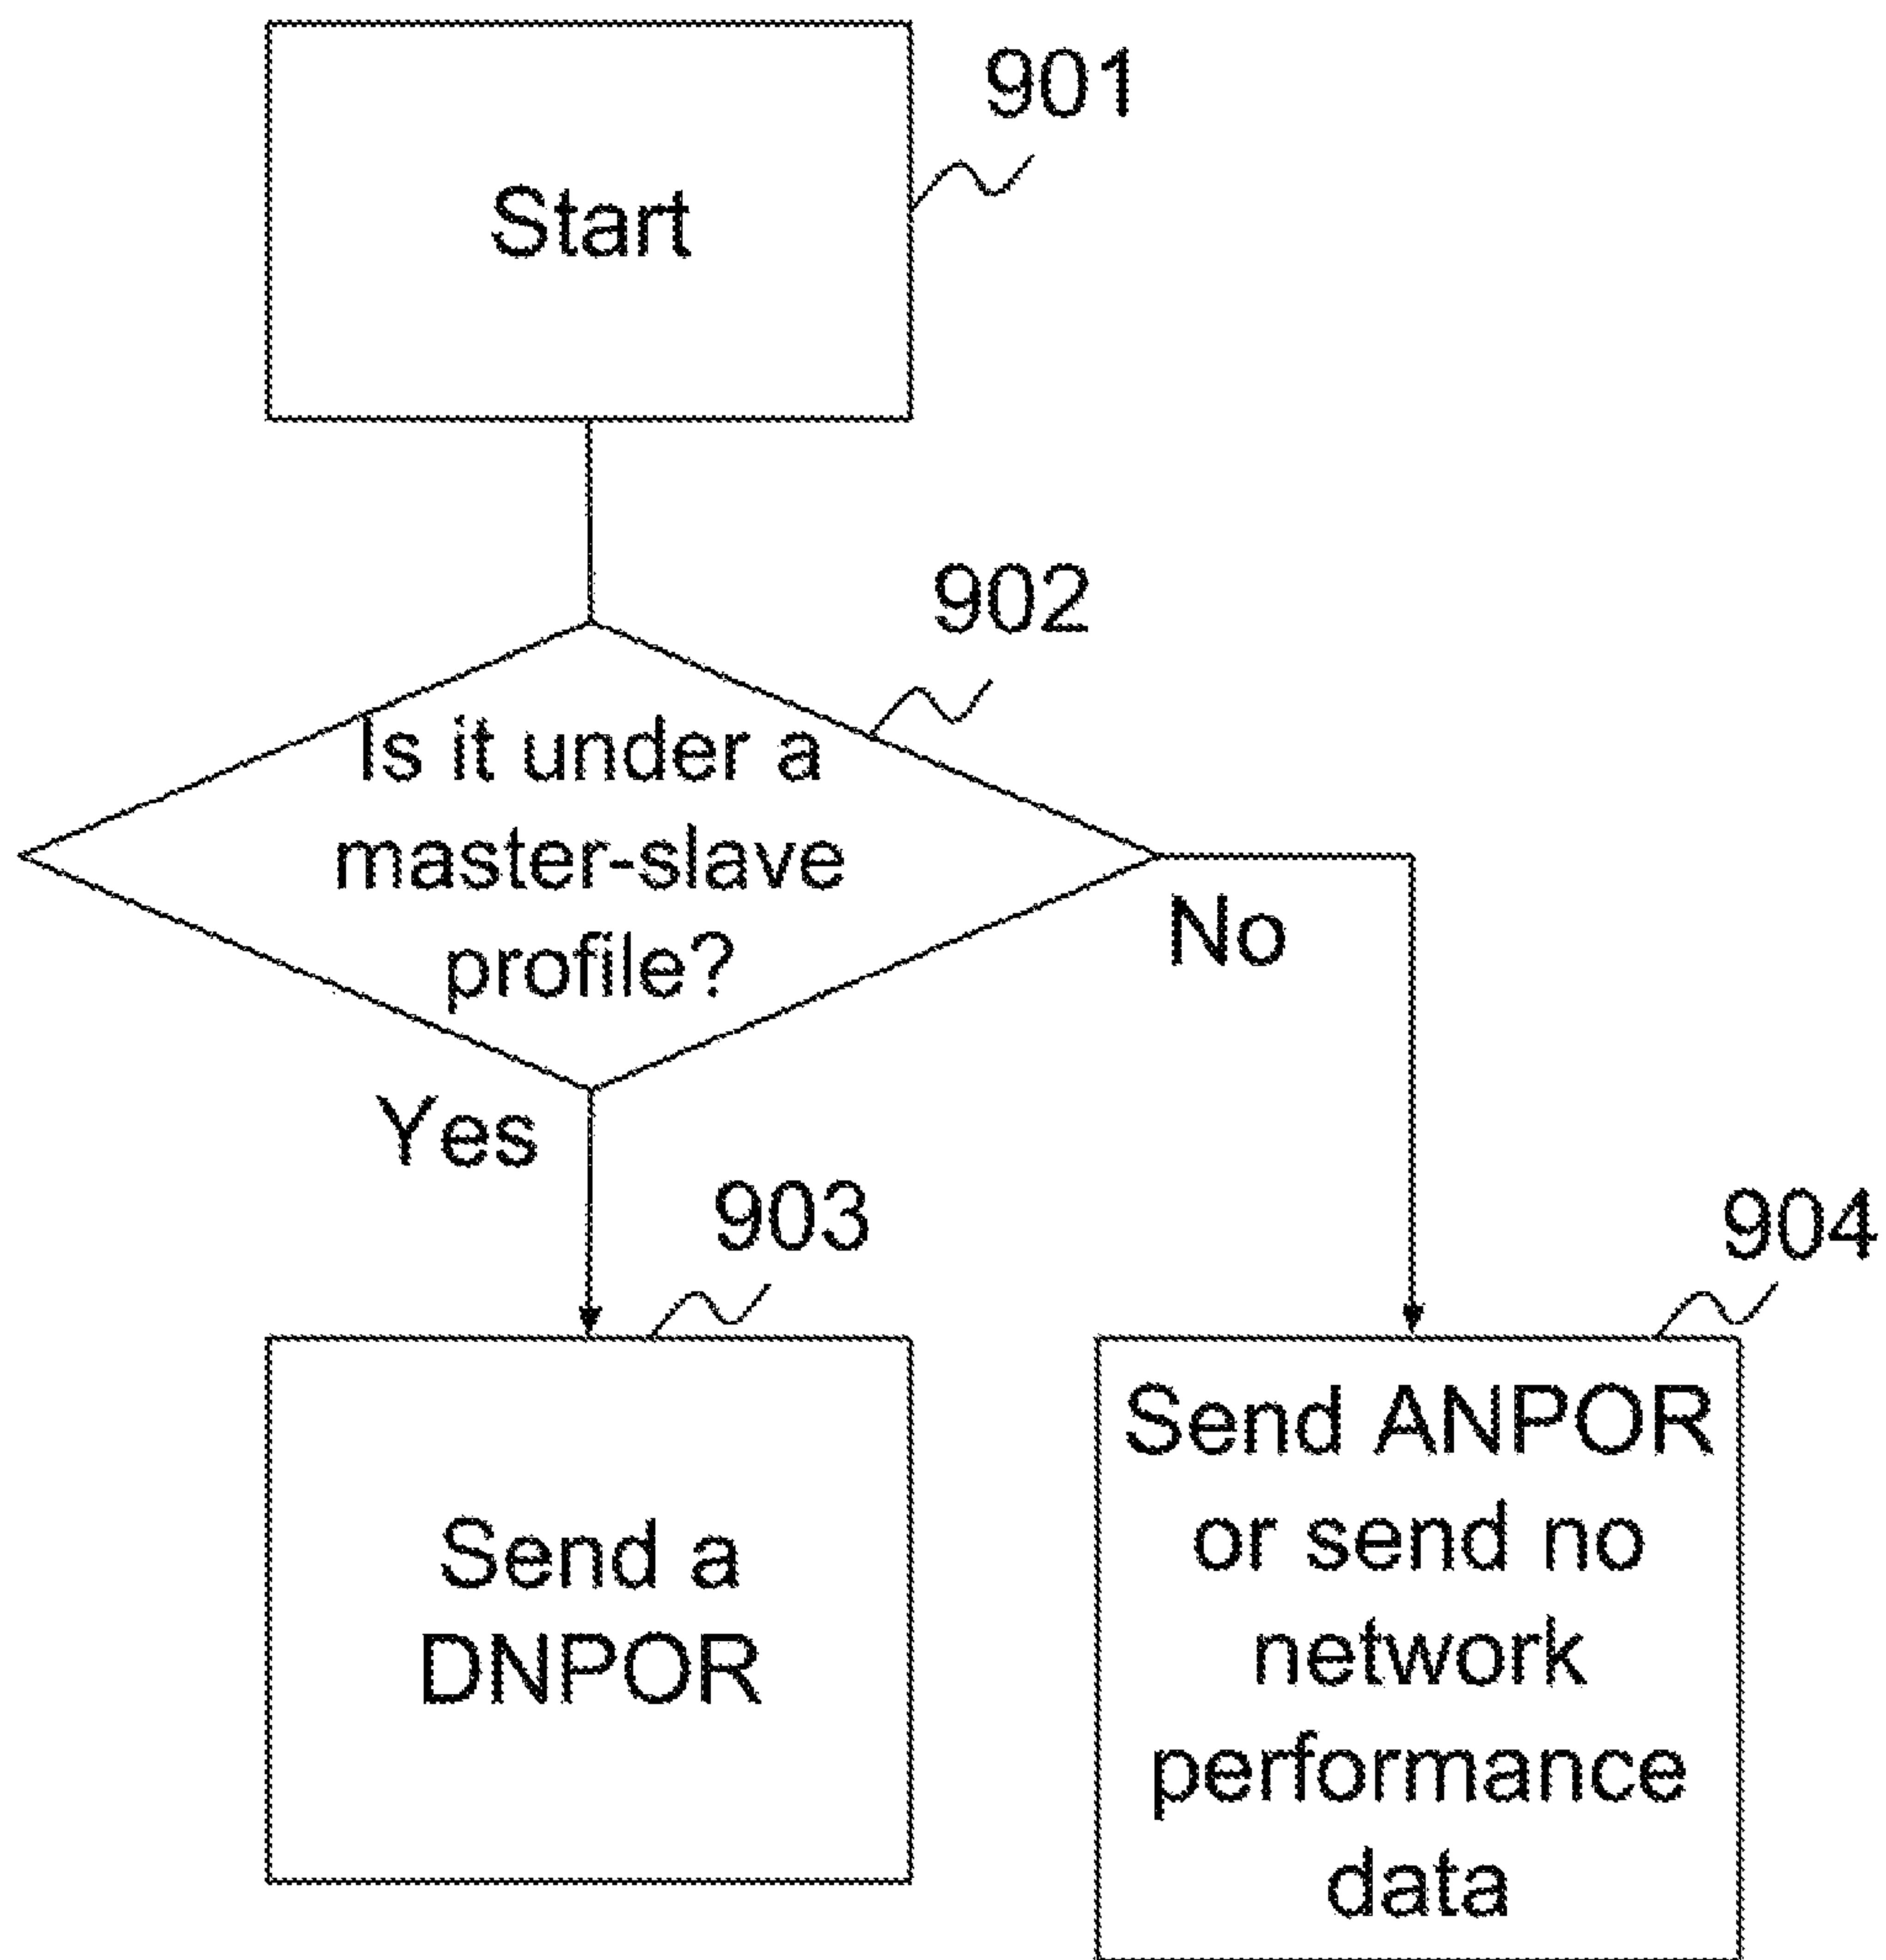 901
Start
902
Is it under a
master-slave
profile?
No
Yes
903
904
Send a
DNPOR
Send ANPOR
or send no
network
performance
data